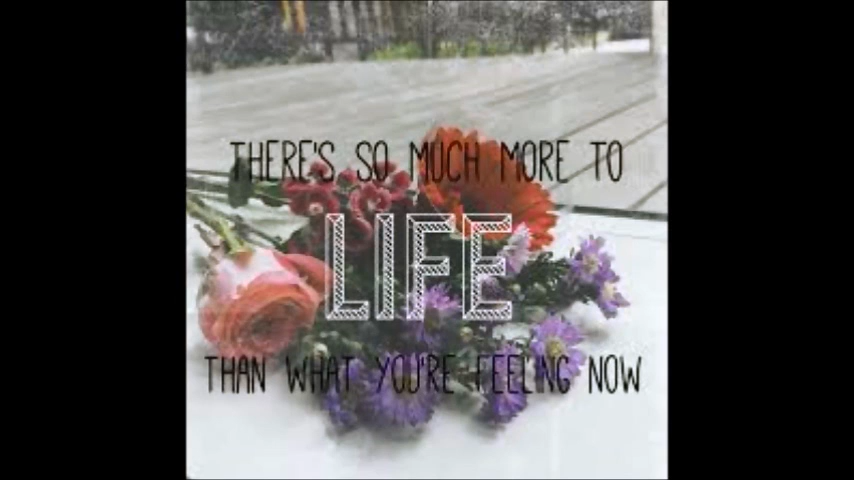 THERE'S SO MUCH MORE TO
LIFE
THAN WHAT YOU'RE FEELING NOW